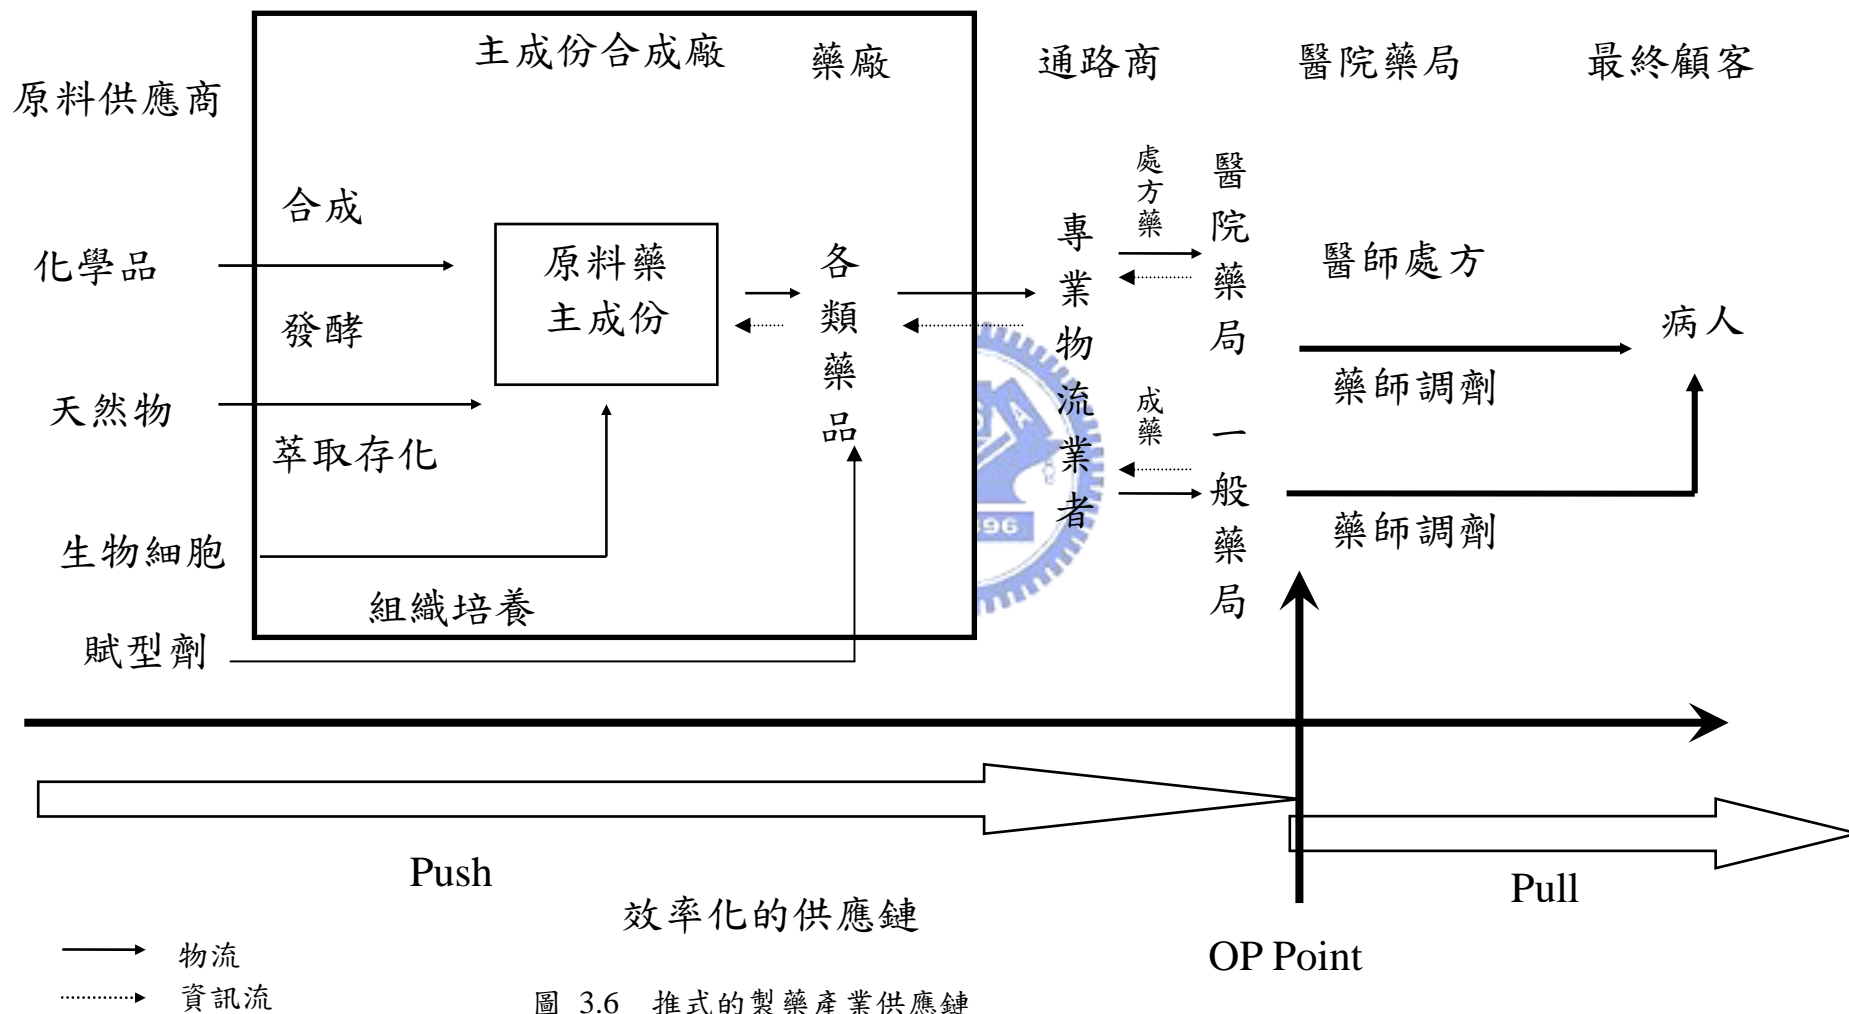 主成份合成廠
藥廠
通路商
醫院藥局
最終顧客
原料供應商
合成
化學品
發酵
天然物
萃取存化
生物細胞
組織培養
賦型劑
原料藥
主成份
各類藥品
專業物流業者
處方藥
成藥
醫院藥局
一般藥局
醫師處方
藥師調劑
病人
藥師調劑
896
Push
Pull
效率化的供應鏈
OP Point
物流
資訊流
圖 3.6 推式的製藥產業供應鏈